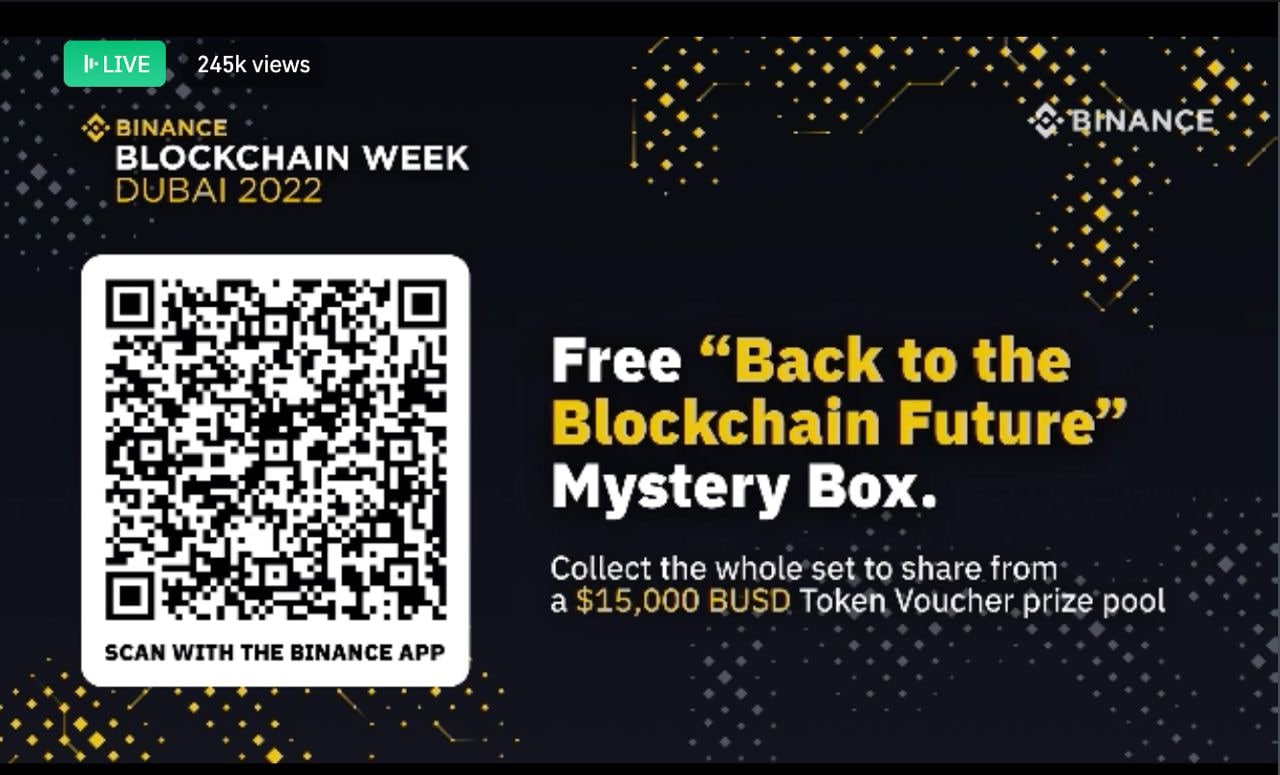 LIVE 245k views
BINANCE
BLOCKCHAIN WEEK
DUBAI 2022
BINANCE
Free “Back to the
Blockchain Future”
Mystery Box.
Collect the whole set to share from
a $15,000 BUSD Token Voucher prize pool
SCAN WITH THE BINANCE APP